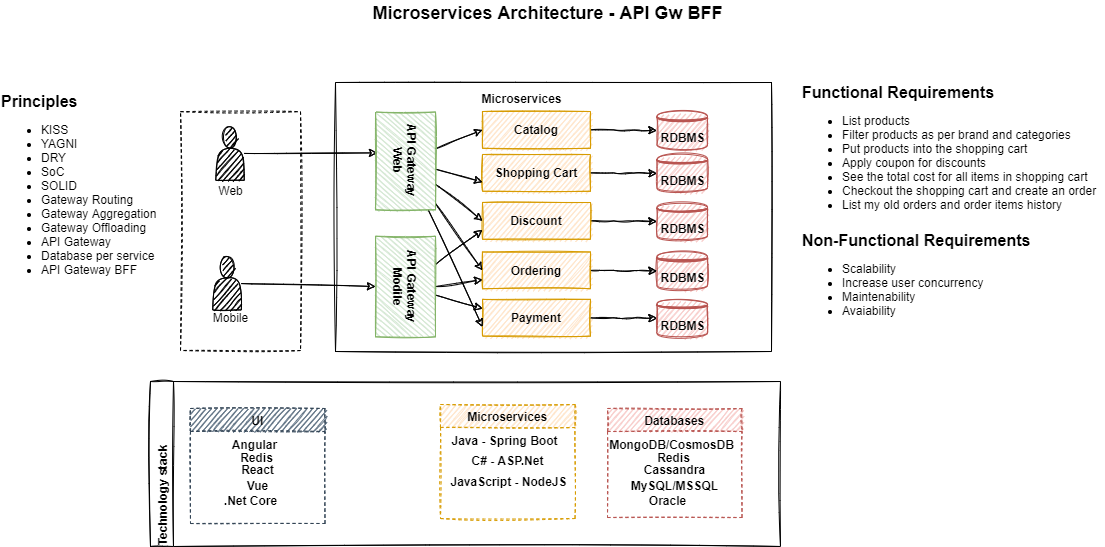 Microservices Architecture - API Gw BFF
Principles
KISS
YAGNI
DRY
SoC
SOLID
Gateway Routing
Gateway Aggregation
Gateway Offloading
API Gateway
Database per service
API Gateway BFF
Web
Mobile
Microservices
API Gateway
Web
API Gateway
Modile
Catalog
Shopping Cart
Discount
Ordering
Payment
RDBMS
RDBMS
RDBMS
RDBMS
RDBMS
Functional Requirements
List products
Filter products as per brand and categories
Put products into the shopping cart
Apply coupon for discounts
See the total cost for all items in shopping cart
Checkout the shopping cart and create an order
List my old orders and order items history
Non-Functional Requirements
Scalability
Increase user concurrency
Maintenability
Avaiability
Technology stack
UI
Angular
Redis
React
Vue
.Net Core
Microservices
Java - Spring Boot
C# - ASP.Net
JavaScript - NodeJS
Databases
MongoDB/CosmosDB
Redis
Cassandra
MySQL/MSSQL
Oracle